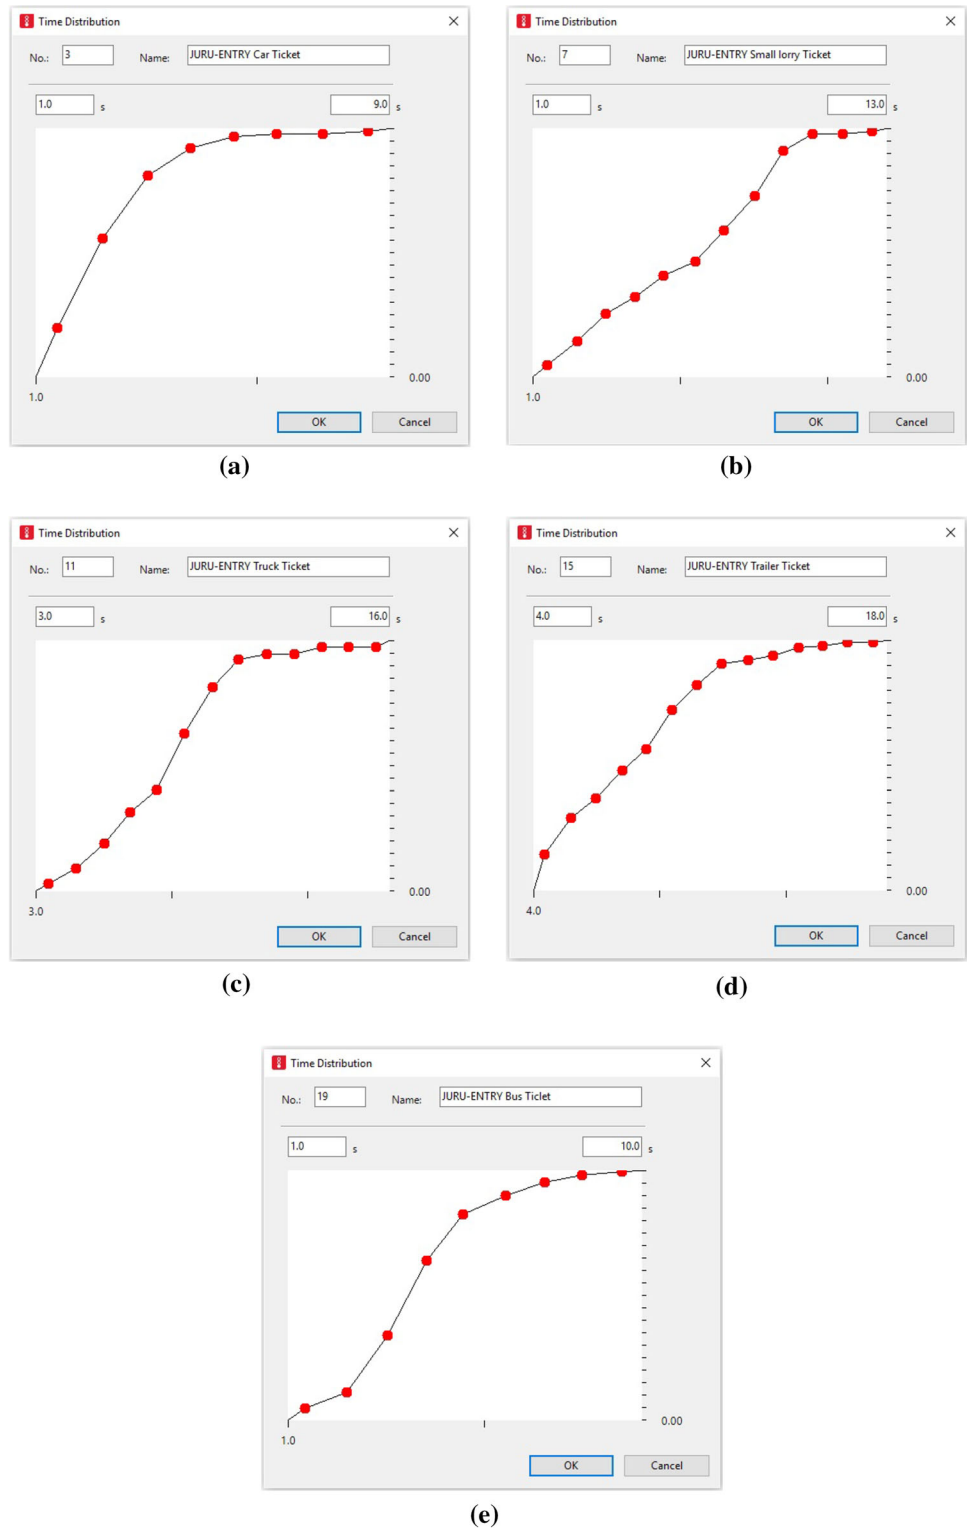 Time Distribution
No.: 3 Name: JURU-ENTRY Car Ticket
1.0 s 9.0 s
0.00
1.0
OK Cancel
(a)
Time Distribution
No.: 7 Name: JURU-ENTRY Small lorry Ticket
1.0 s 13.0 s
0.00
1.0
OK Cancel
(b)
Time Distribution
No.: 11 Name: JURU-ENTRY Truck Ticket
3.0 s 16.0 s
0.00
3.0
OK Cancel
(c)
Time Distribution
No.: 15 Name: JURU-ENTRY Trailer Ticket
4.0 s 18.0 s
0.00
4.0
OK Cancel
(d)
Time Distribution
No.: 19 Name: JURU-ENTRY Bus Ticlet
1.0 s 10.0 s
0.00
1.0
OK Cancel
(e)